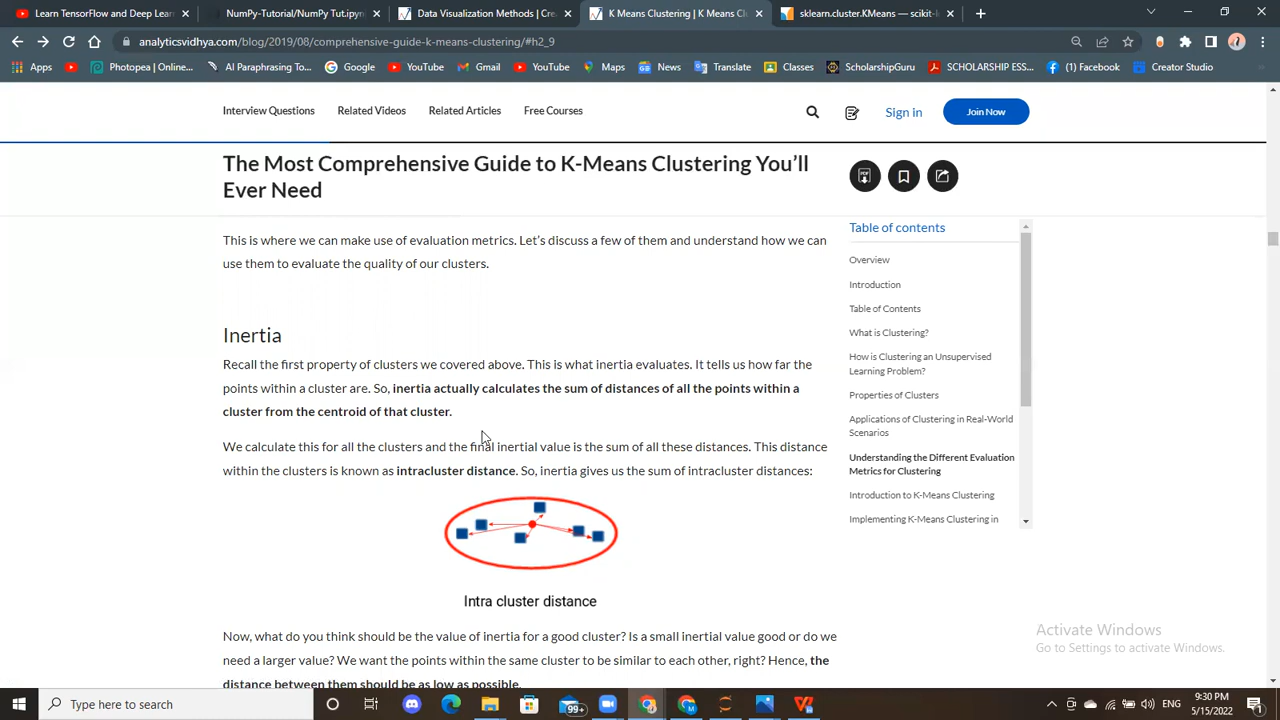 Learn TensorFlow and Deep Lear
NumPy-Tutorial/NumPy Tut.ipynb
Data Visualization Methods | Cre
K Means Clustering | K Means Clu
sklearn.cluster.KMeans — scikit-l
analyticsvidhya.com/blog/2019/08/comprehensive-guide-k-means-clustering/#h2_9
Apps
Photopea | Online...
AI Paraphrasing To...
Google
YouTube
Gmail
YouTube
Maps
News
Translate
Classes
ScholarshipGuru
SCHOLARSHIP ESS...
(1) Facebook
Creator Studio
Interview Questions
Related Videos
Related Articles
Free Courses
Sign in
Join Now
The Most Comprehensive Guide to K-Means Clustering You'll
Ever Need
PDF
This is where we can make use of evaluation metrics. Let's discuss a few of them and understand how we can
use them to evaluate the quality of our clusters.
Inertia
Recall the first property of clusters we covered above. This is what inertia evaluates. It tells us how far the
points within a cluster are. So, inertia actually calculates the sum of distances of all the points within a
cluster from the centroid of that cluster.
We calculate this for all the clusters and the final inertial value is the sum of all these distances. This distance
within the clusters is known as intracluster distance. So, inertia gives us the sum of intracluster distances:
Intra cluster distance
Now, what do you think should be the value of inertia for a good cluster? Is a small inertial value good or do we
need a larger value? We want the points within the same cluster to be similar to each other, right? Hence, the
distance between them should be as low as possible.
Table of contents
Overview
Introduction
Table of Contents
What is Clustering?
How is Clustering an Unsupervised
Learning Problem?
Properties of Clusters
Applications of Clustering in Real-World
Scenarios
Understanding the Different Evaluation
Metrics for Clustering
Introduction to K-Means Clustering
Implementing K-Means Clustering in
Activate Windows
Go to Settings to activate Windows.
Type here to search
99+
9:30 PM
5/15/2022